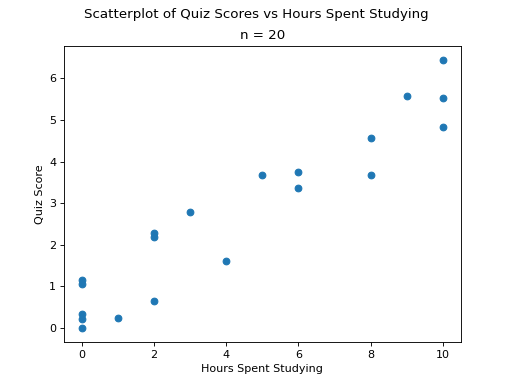 Scatterplot of Quiz Scores vs Hours Spent Studying
n = 20
6
5
4
3
2
1
0
Quiz Score
0 2 4 6 8 10
Hours Spent Studying